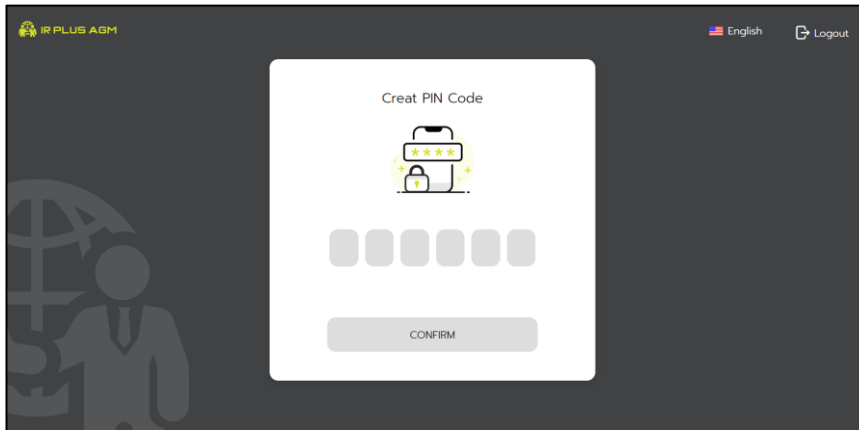 IR PLUS AGM
English
Logout
Creat PIN Code
****
CONFIRM